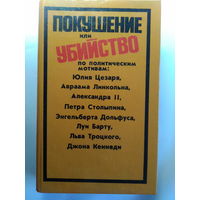 ПОКУШЕНИЕ
или
УБИЙСТВО
ПО ПОЛИТИЧЕСКИМ
МОТИВАМ:
Юлия Цезаря,
Авраама Линкольна,
Александра II,
Петра Столыпина,
Энгельберта Дольфуса,
Луи Барту,
Льва Троцкого,
Джона Кеннеди